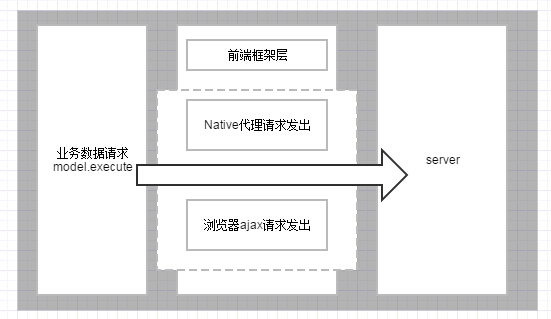 前端框架层
Native代理请求发出
业务数据请求
model.execute
server
浏览器ajax请求发出